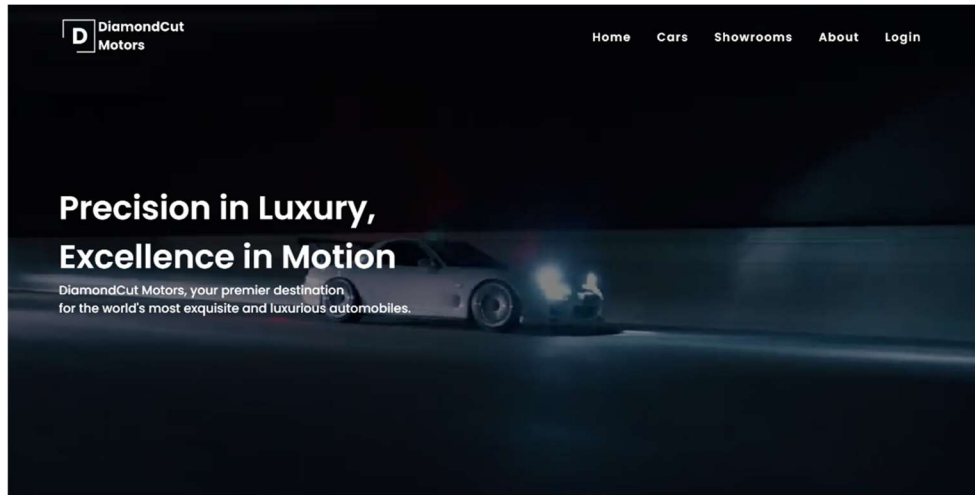 D
DiamondCut
Motors
Home Cars Showrooms About Login
Precision in Luxury,
Excellence in Motion
DiamondCut Motors, your premier destination
for the world's most exquisite and luxurious automobiles.